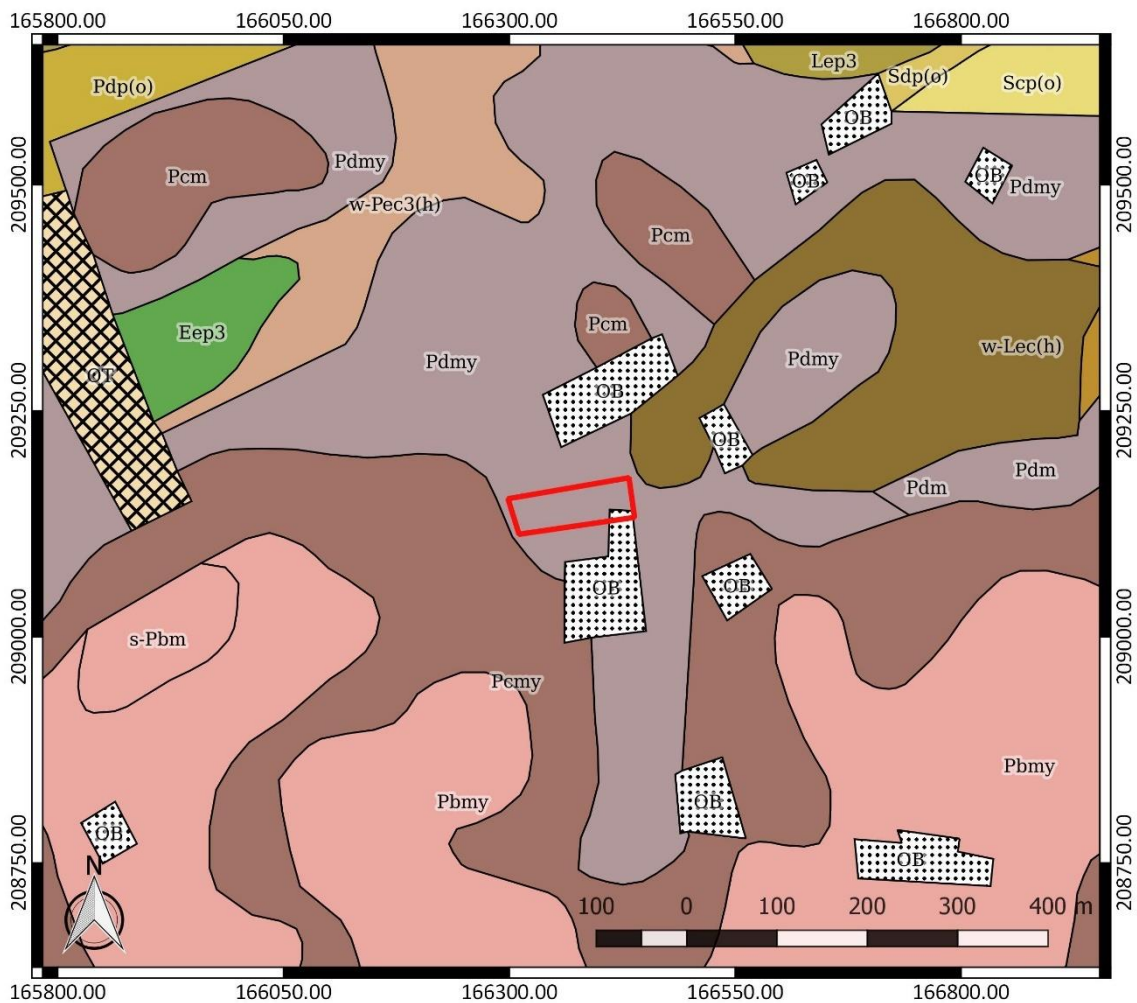 165800.00 166050.00 166300.00 166550.00 166800.00
Lep3
Sdp(o)
Pdp(o)
Scp(o)
OB
Pdmy
Pcm
OB
OB
Pdmy
209500.00
209500.00
w-Pec3(h)
Pcm
Eep3
Pcm
w-Lec(h)
Pdmy
Pdmy
OT
OB
209250.00
209250.00
OB
Pdm
Pdm
OB
OB
s-Pbm
209000.00
209000.00
Pcmy
Pbmy
Pbmy
OB
OB
OB
208750.00
208750.00
N
100 0 100 200 300 400 m
165800.00 166050.00 166300.00 166550.00 166800.00